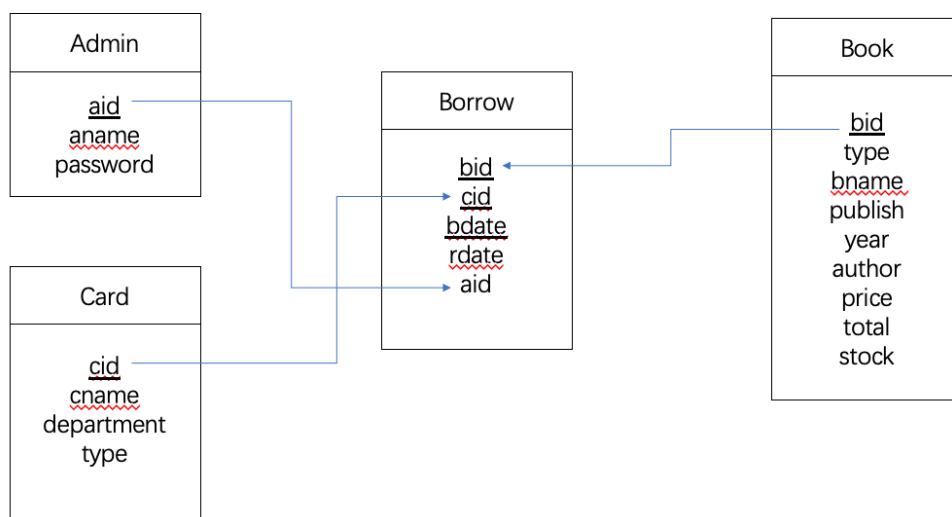 Admin
aid
aname
password
Card
cid
cname
department
type
Borrow
bid
cid
bdate
rdate
aid
Book
bid
type
bname
publish
year
author
price
total
stock